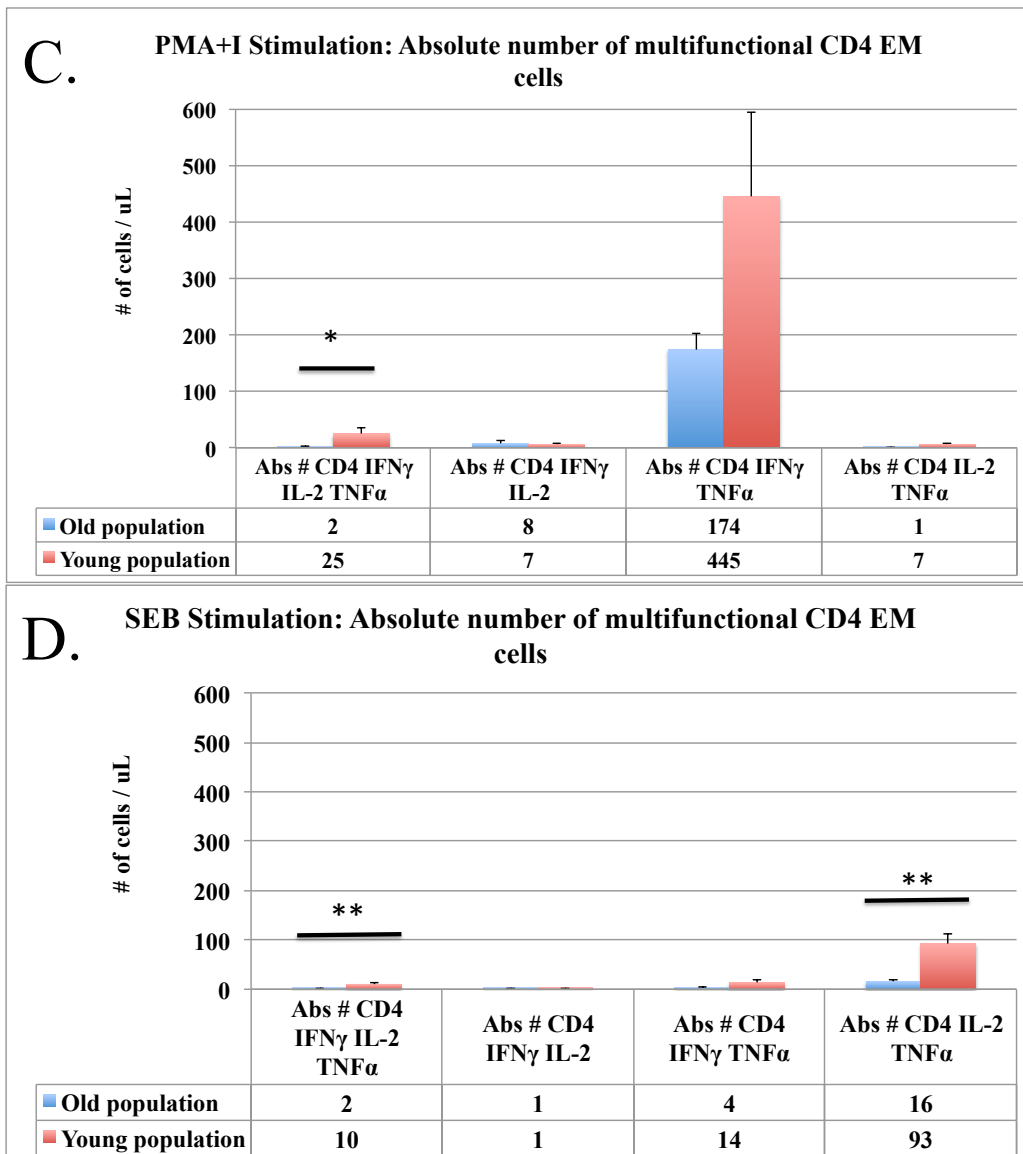 C.
PMA+I Stimulation: Absolute number of multifunctional CD4 EM
cells
# of cells / uL
600
500
400
300
200
100
0
*
Abs # CD4 IFNγ
IL-2 TNFα
Abs # CD4 IFNγ
IL-2
Abs # CD4 IFNγ
TNFα
Abs # CD4 IL-2
TNFα
Old population 2 8 174 1
Young population 25 7 445 7
D.
SEB Stimulation: Absolute number of multifunctional CD4 EM
cells
# of cells / uL
600
500
400
300
200
100
0
**
**
Abs # CD4
IFNγ IL-2
TNFα
Abs # CD4
IFNγ IL-2
Abs # CD4
IFNγ TNFα
Abs # CD4 IL-2
TNFα
Old population 2 1 4 16
Young population 10 1 14 93